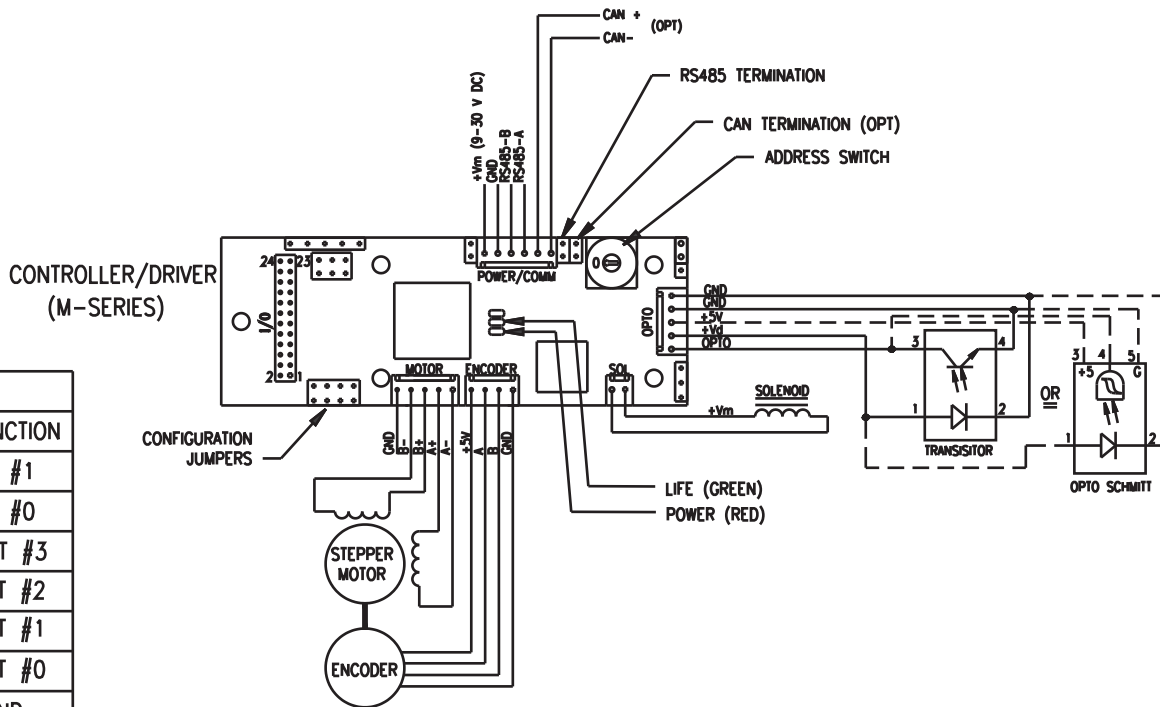 CAN +
(OPT)
CAN-
RS485 TERMINATION
CAN TERMINATION (OPT)
ADDRESS SWITCH
+Vm (9-30 V DC)
GND
RS485-B
RS485-A
CONTROLLER/DRIVER
(M-SERIES)
24
23
I/O
2
1
POWER/COMM
0
OPTO
GND
GND
+5V
+Vd
OPTO
MOTOR
ENCODER
SOL
GND
B-
B+
A+
A-
+5V
A
B
GND
CONFIGURATION
JUMPERS
SOLENOID
+Vm
3
4
1
2
TRANSISITOR
OR
3
4
5
+5
G
1
2
OPTO SCHMITT
LIFE (GREEN)
POWER (RED)
STEPPER
MOTOR
ENCODER
NCTION
#1
#0
T #3
T #2
T #1
T #0